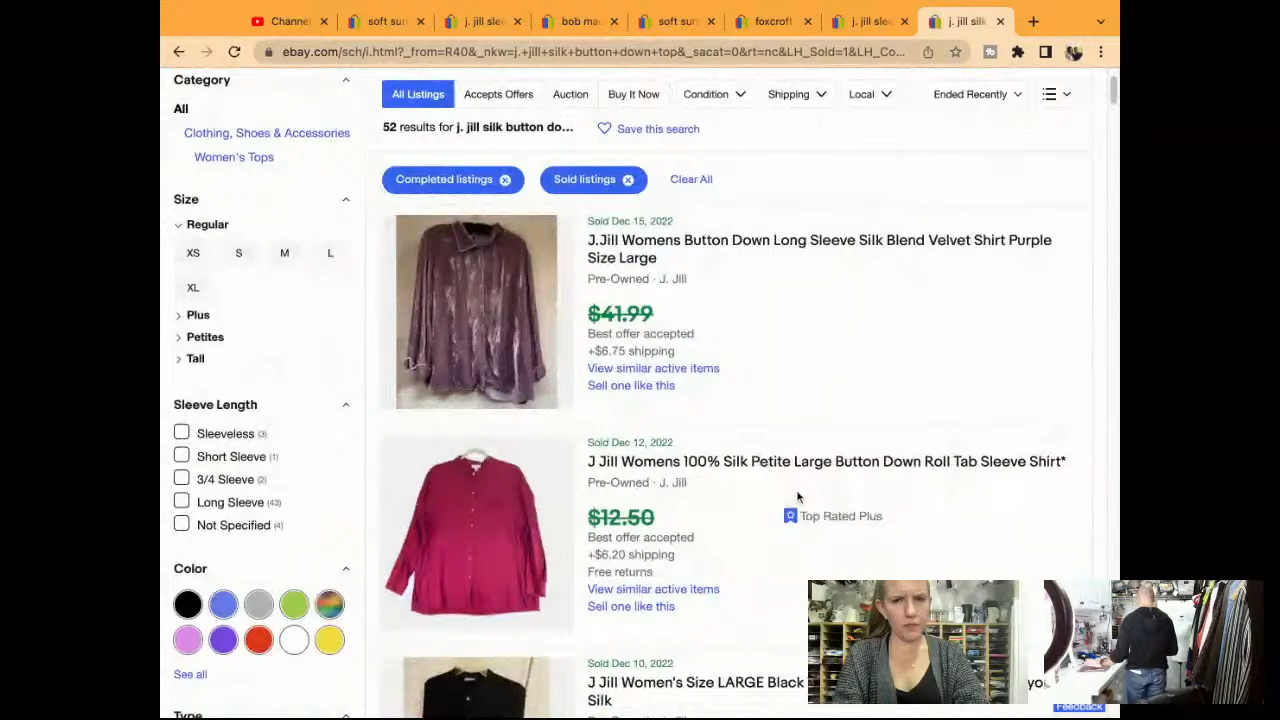 Channel
soft sur
j. jill slee
bob ma
soft sur
foxcroft
j. jill slee
j. jill silk
ebay.com/sch/i.html?_from=R40&_nkw=j.+jill+silk+button+down+top&_sacat=0&rt=nc&LH_Sold=1&LH_Co...
Category
All
Clothing, Shoes & Accessories
Women's Tops
Size
Regular
XS S M L
XL
Plus
Petites
Tall
Sleeve Length
Sleeveless (3)
Short Sleeve (1)
3/4 Sleeve (2)
Long Sleeve (43)
Not Specified (4)
Color
See all
Type
All Listings Accepts Offers Auction Buy It Now Condition Shipping Local Ended Recently
52 results for j. jill silk button do... Save this search
Completed listings Sold listings Clear All
Sold Dec 15, 2022
J.Jill Womens Button Down Long Sleeve Silk Blend Velvet Shirt Purple
Size Large
Pre-Owned · J. Jill
$41.99
Best offer accepted
+$6.75 shipping
View similar active items
Sell one like this
Sold Dec 12, 2022
J Jill Womens 100% Silk Petite Large Button Down Roll Tab Sleeve Shirt*
Pre-Owned · J. Jill
$12.50
Top Rated Plus
Best offer accepted
+$6.20 shipping
Free returns
View similar active items
Sell one like this
Sold Dec 10, 2022
J Jill Women's Size LARGE Black
Silk
Feedback